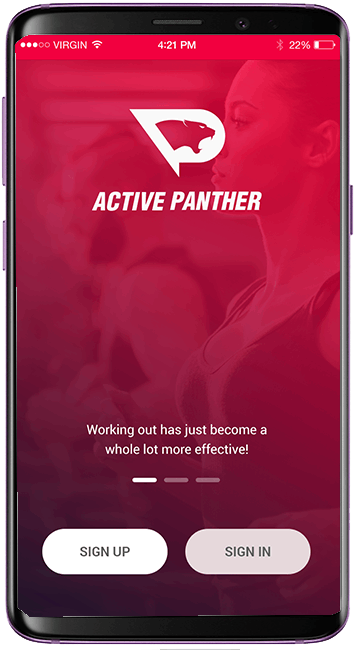 VIRGIN 4:21 PM 22%
ACTIVE PANTHER
Working out has just become a
whole lot more effective!
SIGN UP SIGN IN